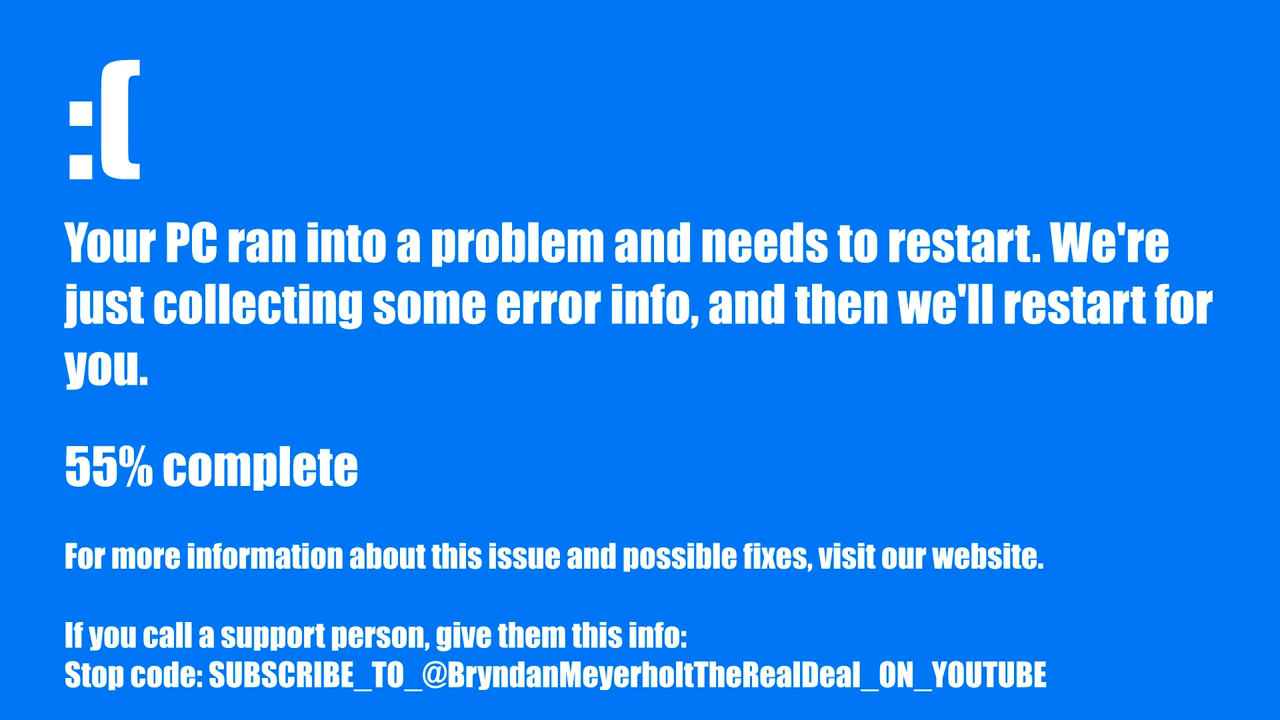 :(
Your PC ran into a problem and needs to restart. We're
just collecting some error info, and then we'll restart for
you.
55% complete
For more information about this issue and possible fixes, visit our website.
If you call a support person, give them this info:
Stop code: SUBSCRIBE_TO_@BryndanMeyerholtTheRealDeal_ON_YOUTUBE